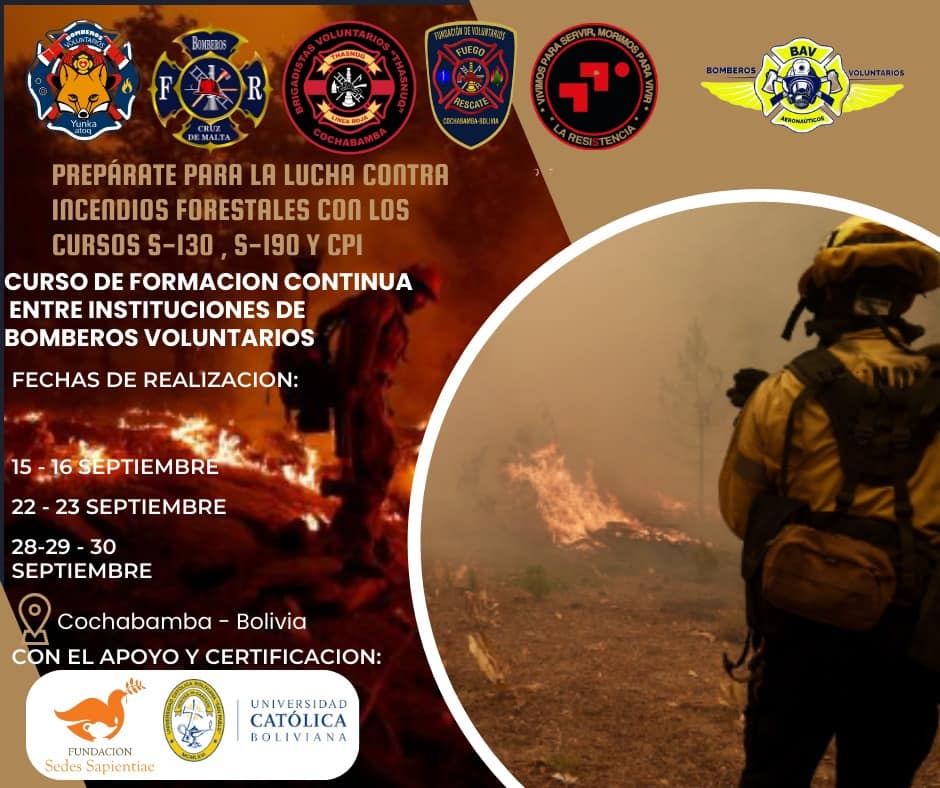 BOMBEROS
VOLUNTARIOS
Yunka
atoq
BOMBEROS
F R
CRUZ
DE MALTA
BRIGADISTAS VOLUNTARIOS "THASNUQ"
THASNUQ
LINEA ROJA
COCHABAMBA
FUNDACIÓN DE VOLUNTARIOS
FUEGO
RESCATE
COCHABAMBA-BOLIVIA
VIVIMOS PARA SERVIR, MORIMOS PARA VIVIR
LA RESISTENCIA
BOMBEROS
BAV
VOLUNTARIOS
AERONAÚTICOS
PREPÁRATE PARA LA LUCHA CONTRA
INCENDIOS FORESTALES CON LOS
CURSOS S-130 , S-190 Y CPI
CURSO DE FORMACION CONTINUA
ENTRE INSTITUCIONES DE
BOMBEROS VOLUNTARIOS
FECHAS DE REALIZACION:
15 - 16 SEPTIEMBRE
22 - 23 SEPTIEMBRE
28-29 - 30
SEPTIEMBRE
Cochabamba - Bolivia
CON EL APOYO Y CERTIFICACION:
FUNDACIÓN
Sedes Sapientiae
UNIVERSIDAD
CATÓLICA
BOLIVIANA